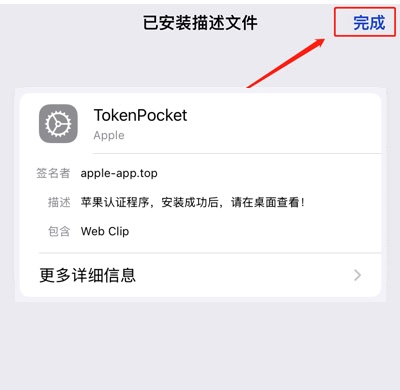 已安装描述文件
完成
TokenPocket
Apple
签名者 apple-app.top
描述 苹果认证程序，安装成功后，请在桌面查看！
包含 Web Clip
更多详细信息